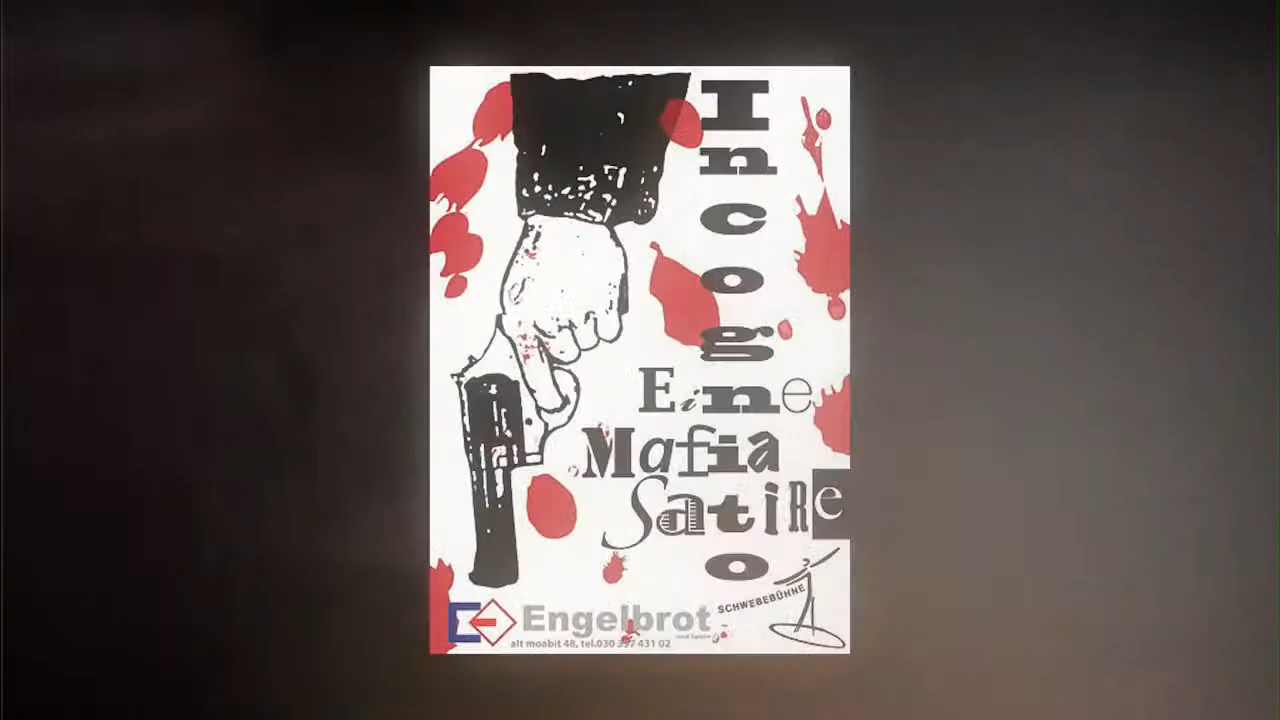 Incognito
Eine
Mafia
SatiRe
SCHWEBEBÜHNE
Engelbrot
alt moabit 48, tel.030 397 431 02